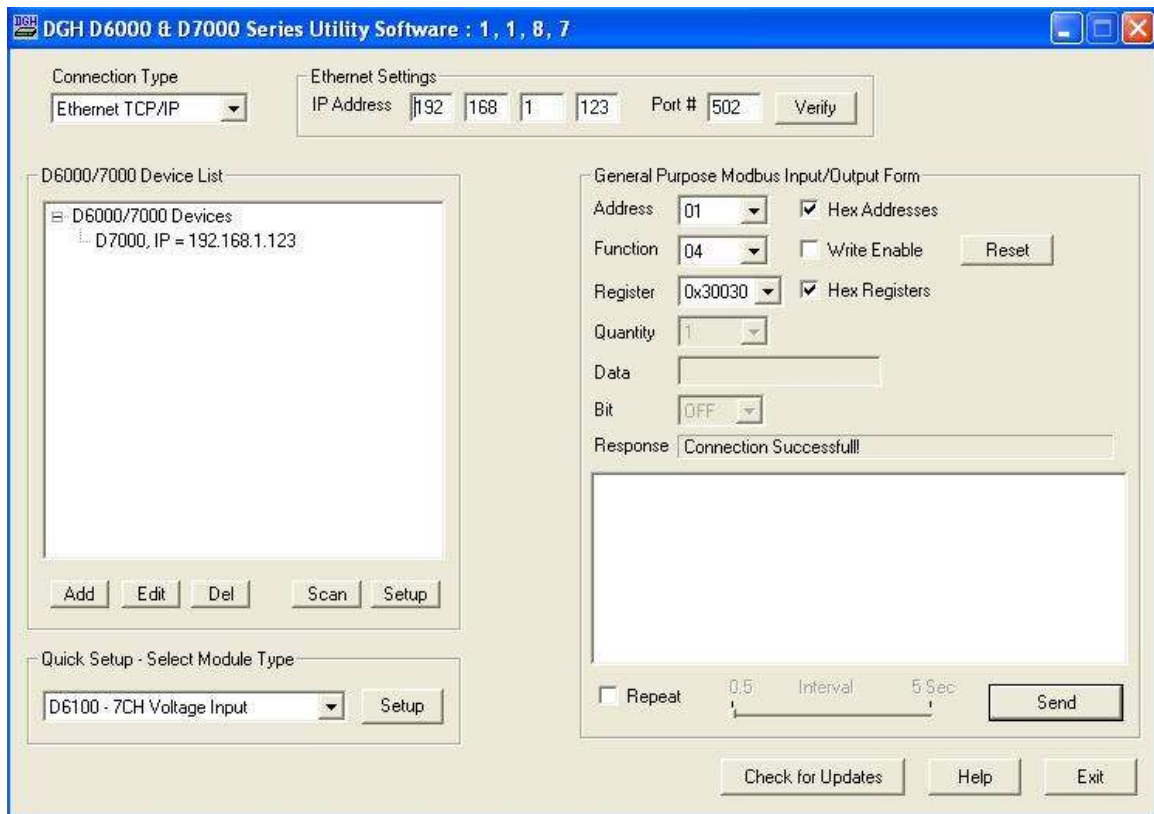 DGH DGH D6000 & D7000 Series Utility Software : 1, 1, 8, 7
Connection Type
Ethernet TCP/IP
Ethernet Settings
IP Address 192 168 1 123 Port # 502 Verify
D6000/7000 Device List
D6000/7000 Devices
D7000, IP = 192.168.1.123
Add Edit Del Scan Setup
Quick Setup - Select Module Type
D6100 - 7CH Voltage Input Setup
General Purpose Modbus Input/Output Form
Address 01 Hex Addresses
Function 04 Write Enable Reset
Register 0x30030 Hex Registers
Quantity 1
Data
Bit OFF
Response Connection Successfull!
Repeat 0.5 Interval 5 Sec Send
Check for Updates Help Exit